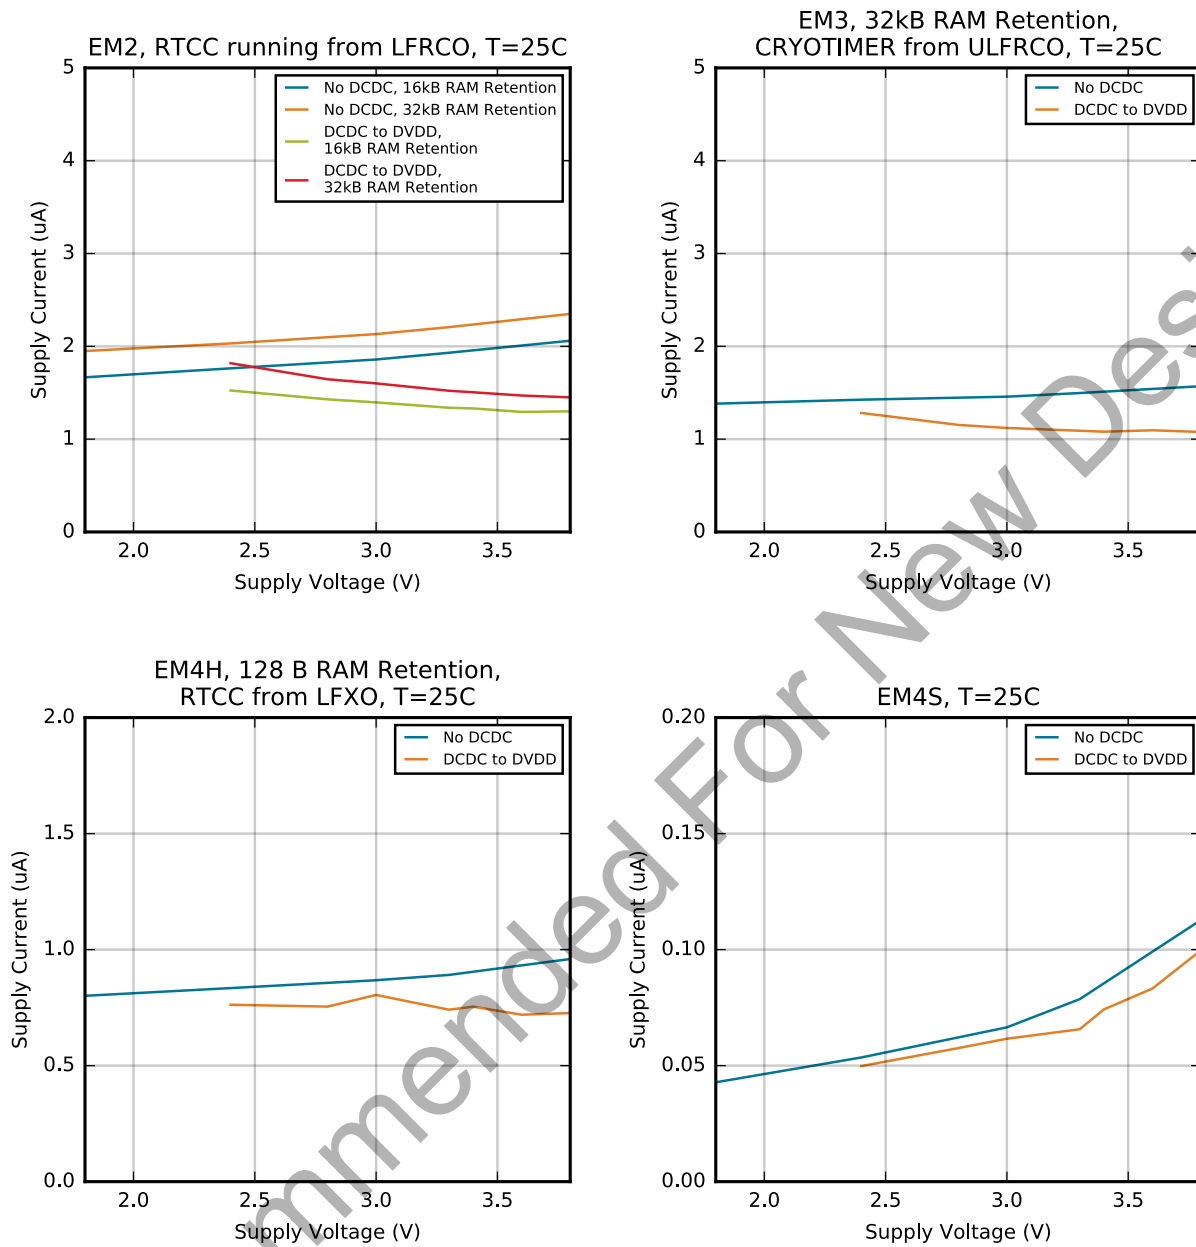 EM2, RTCC running from LFRCO, T=25C
5
4
3
2
1
0
Supply Current (uA)
No DCDC, 16kB RAM Retention
No DCDC, 32kB RAM Retention
DCDC to DVDD,
16kB RAM Retention
DCDC to DVDD,
32kB RAM Retention
2.0 2.5 3.0 3.5
Supply Voltage (V)
EM3, 32kB RAM Retention,
CRYOTIMER from ULFRCO, T=25C
5
4
3
2
1
0
Supply Current (uA)
No DCDC
DCDC to DVDD
2.0 2.5 3.0 3.5
Supply Voltage (V)
EM4H, 128 B RAM Retention,
RTCC from LFXO, T=25C
2.0
1.5
1.0
0.5
0.0
Supply Current (uA)
No DCDC
DCDC to DVDD
2.0 2.5 3.0 3.5
Supply Voltage (V)
EM4S, T=25C
0.20
0.15
0.10
0.05
0.00
Supply Current (uA)
No DCDC
DCDC to DVDD
2.0 2.5 3.0 3.5
Supply Voltage (V)
mmended For New Desi